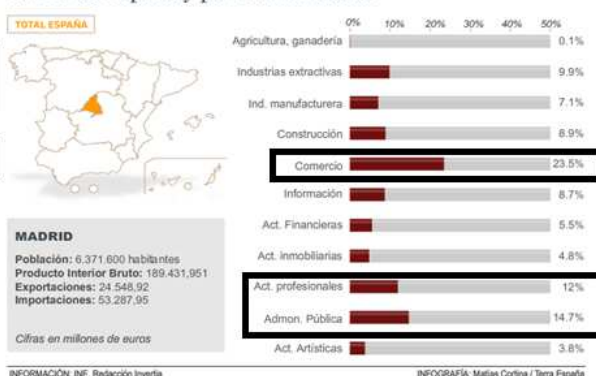 TOTAL ESPAÑA
0% 10% 20% 30% 40% 50%
Agricultura, ganadería 0.1%
Industrias extractivas 9.9%
Ind. manufacturera 7.1%
Construcción 8.9%
Comercio 23.5%
Información 8.7%
Act. Financieras 5.5%
Act. inmobiliarias 4.8%
Act. profesionales 12%
Admon. Pública 14.7%
Act. Artísticas 3.8%
MADRID
Población: 6.371.600 habitantes
Producto Interior Bruto: 189.431,951
Exportaciones: 24.548,92
Importaciones: 53.287,95
Cifras en millones de euros
INFORMACIÓN: INE, Redacción Invertia
INFOGRAFÍA: Matías Cortina / Terra España